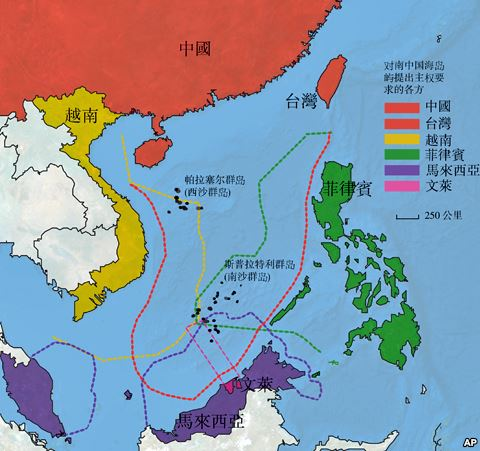 中國
台灣
越南
对南中国海岛
屿提出主权要
求的各方
中國
台灣
越南
菲律賓
馬來西亞
文萊
250 公里
帕拉塞尔群岛
(西沙群岛)
菲律賓
斯普拉特利群岛
(南沙群岛)
文萊
馬來西亞
AP